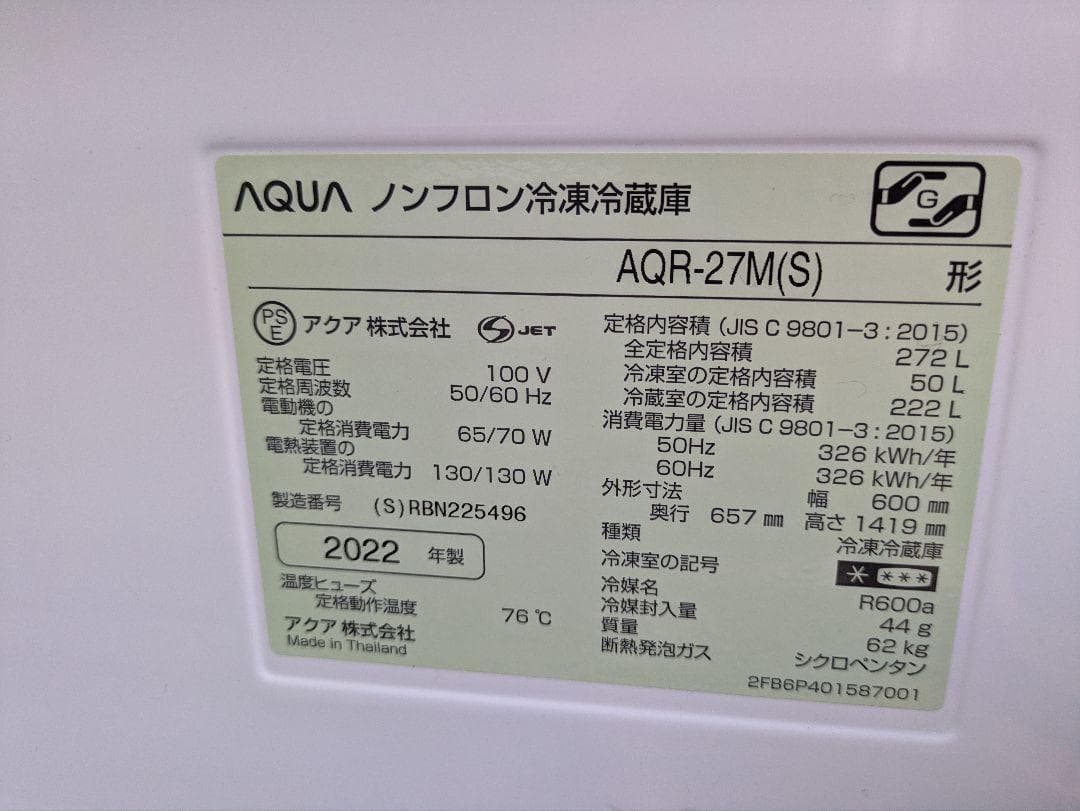 AQUA ノンフロン冷凍冷蔵庫
G
AQR-27M(S) 形
PS E アクア 株式会社 S JET
定格電圧 100 V
定格周波数 50/60 Hz
電動機の
定格消費電力 65/70 W
電熱装置の
定格消費電力 130/130 W
製造番号 (S)RBN225496
2022 年製
温度ヒューズ
定格動作温度 76 ℃
アクア 株式会社
Made in Thailand
定格内容積 (JIS C 9801-3:2015)
全定格内容積 272 L
冷凍室の定格内容積 50 L
冷蔵室の定格内容積 222 L
消費電力量 (JIS C 9801-3:2015)
50Hz 326 kWh/年
60Hz 326 kWh/年
外形寸法 幅 600 ㎜
奥行 657 ㎜ 高さ 1419 ㎜
種類 冷凍冷蔵庫
冷凍室の記号 * ***
冷媒名 R600a
冷媒封入量 44 g
質量 62 kg
断熱発泡ガス シクロペンタン
2FB6P401587001